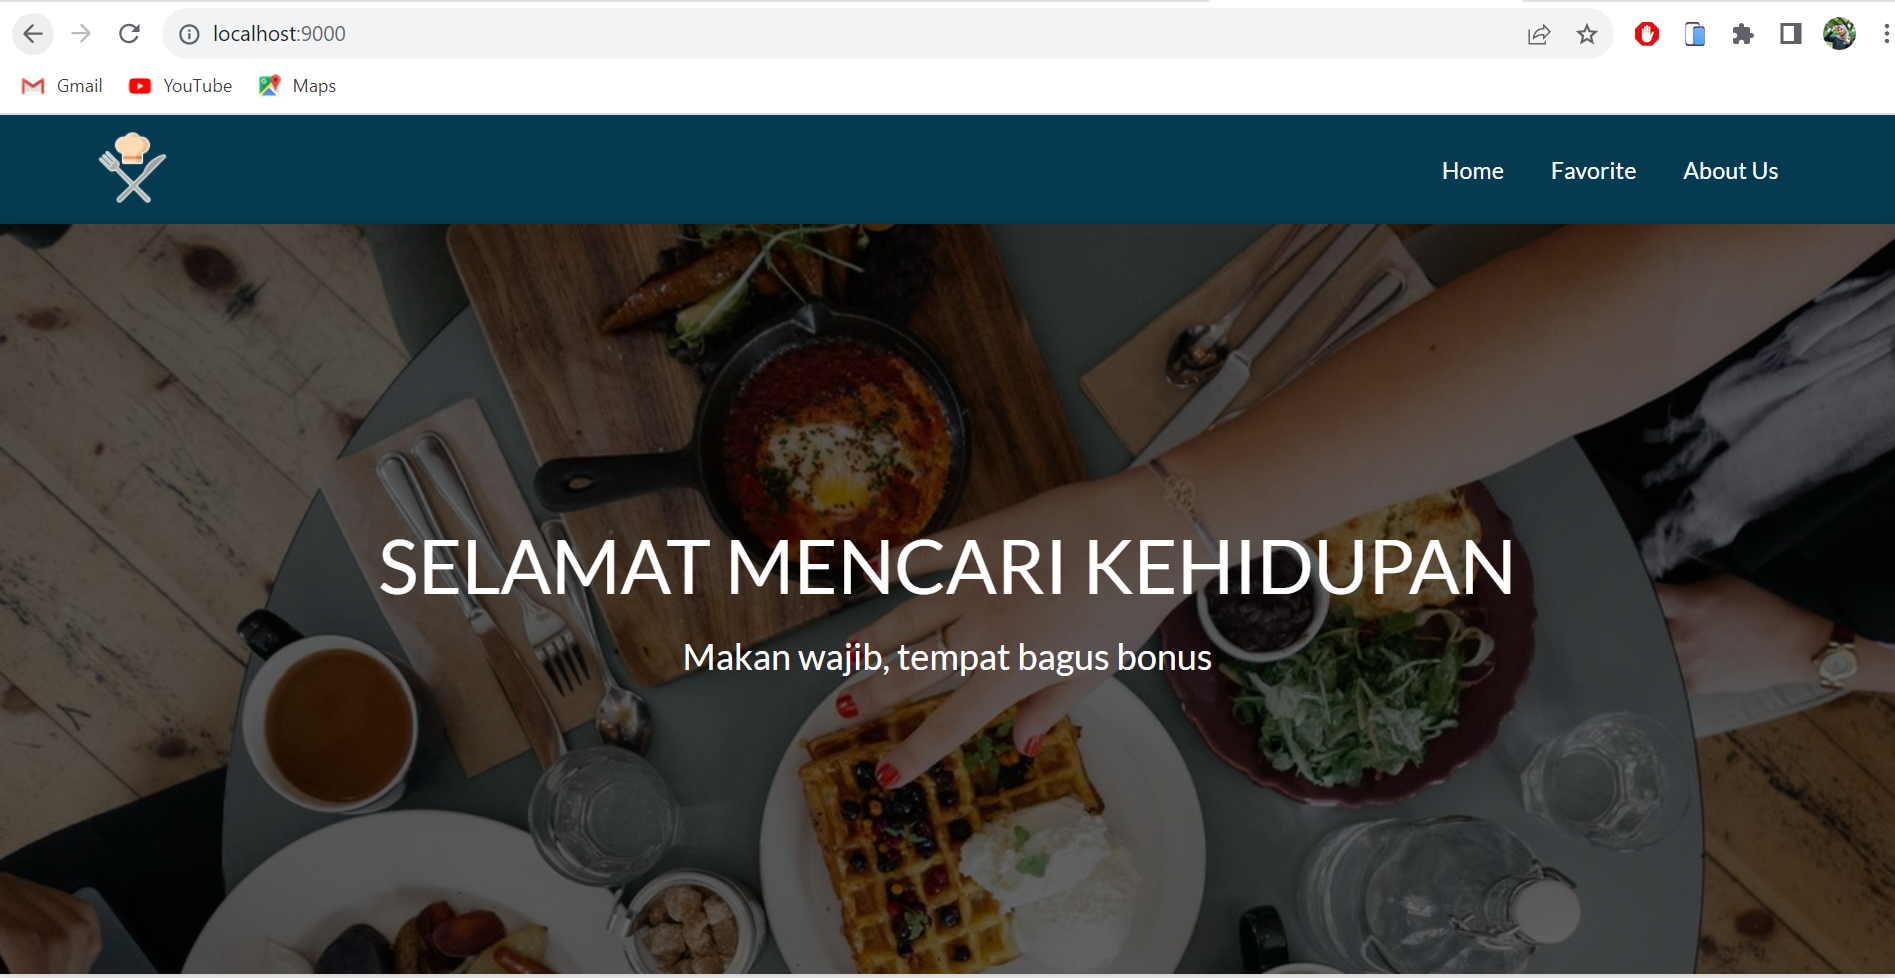 localhost:9000
Gmail YouTube Maps
Home Favorite About Us
SELAMAT MENCARI KEHIDUPAN
Makan wajib, tempat bagus bonus